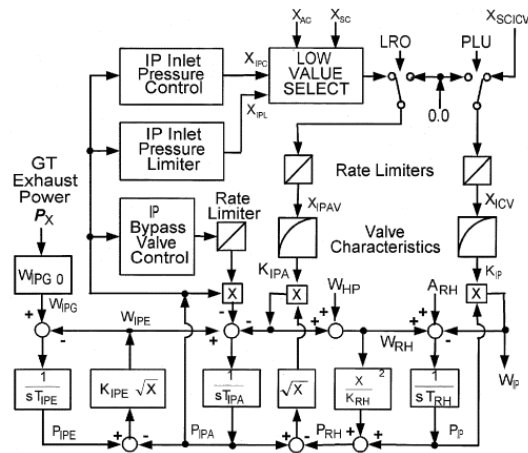 X_AC X_SC X_SCICV
LRO PLU
IP Inlet Pressure Control
X_IPC
LOW VALUE SELECT
0.0
IP Inlet Pressure Limiter
X_IPL
GT Exhaust Power P_X
Rate Limiters
Rate Limiter
IP Bypass Valve Control
X_IPAV X_ICV
Valve Characteristics
W_IPG 0
K_IPA K_IP
W_IPG
X X X
W_HP A_RH
+ - W_IPE + - - + + W_RH + - -
W_IP
1 / sT_IPE
K_IPE √X
1 / sT_IPA
√X
X 2 / K_RH
1 / sT_RH
P_IPE + - P_IPA - + P_RH + + P_IP